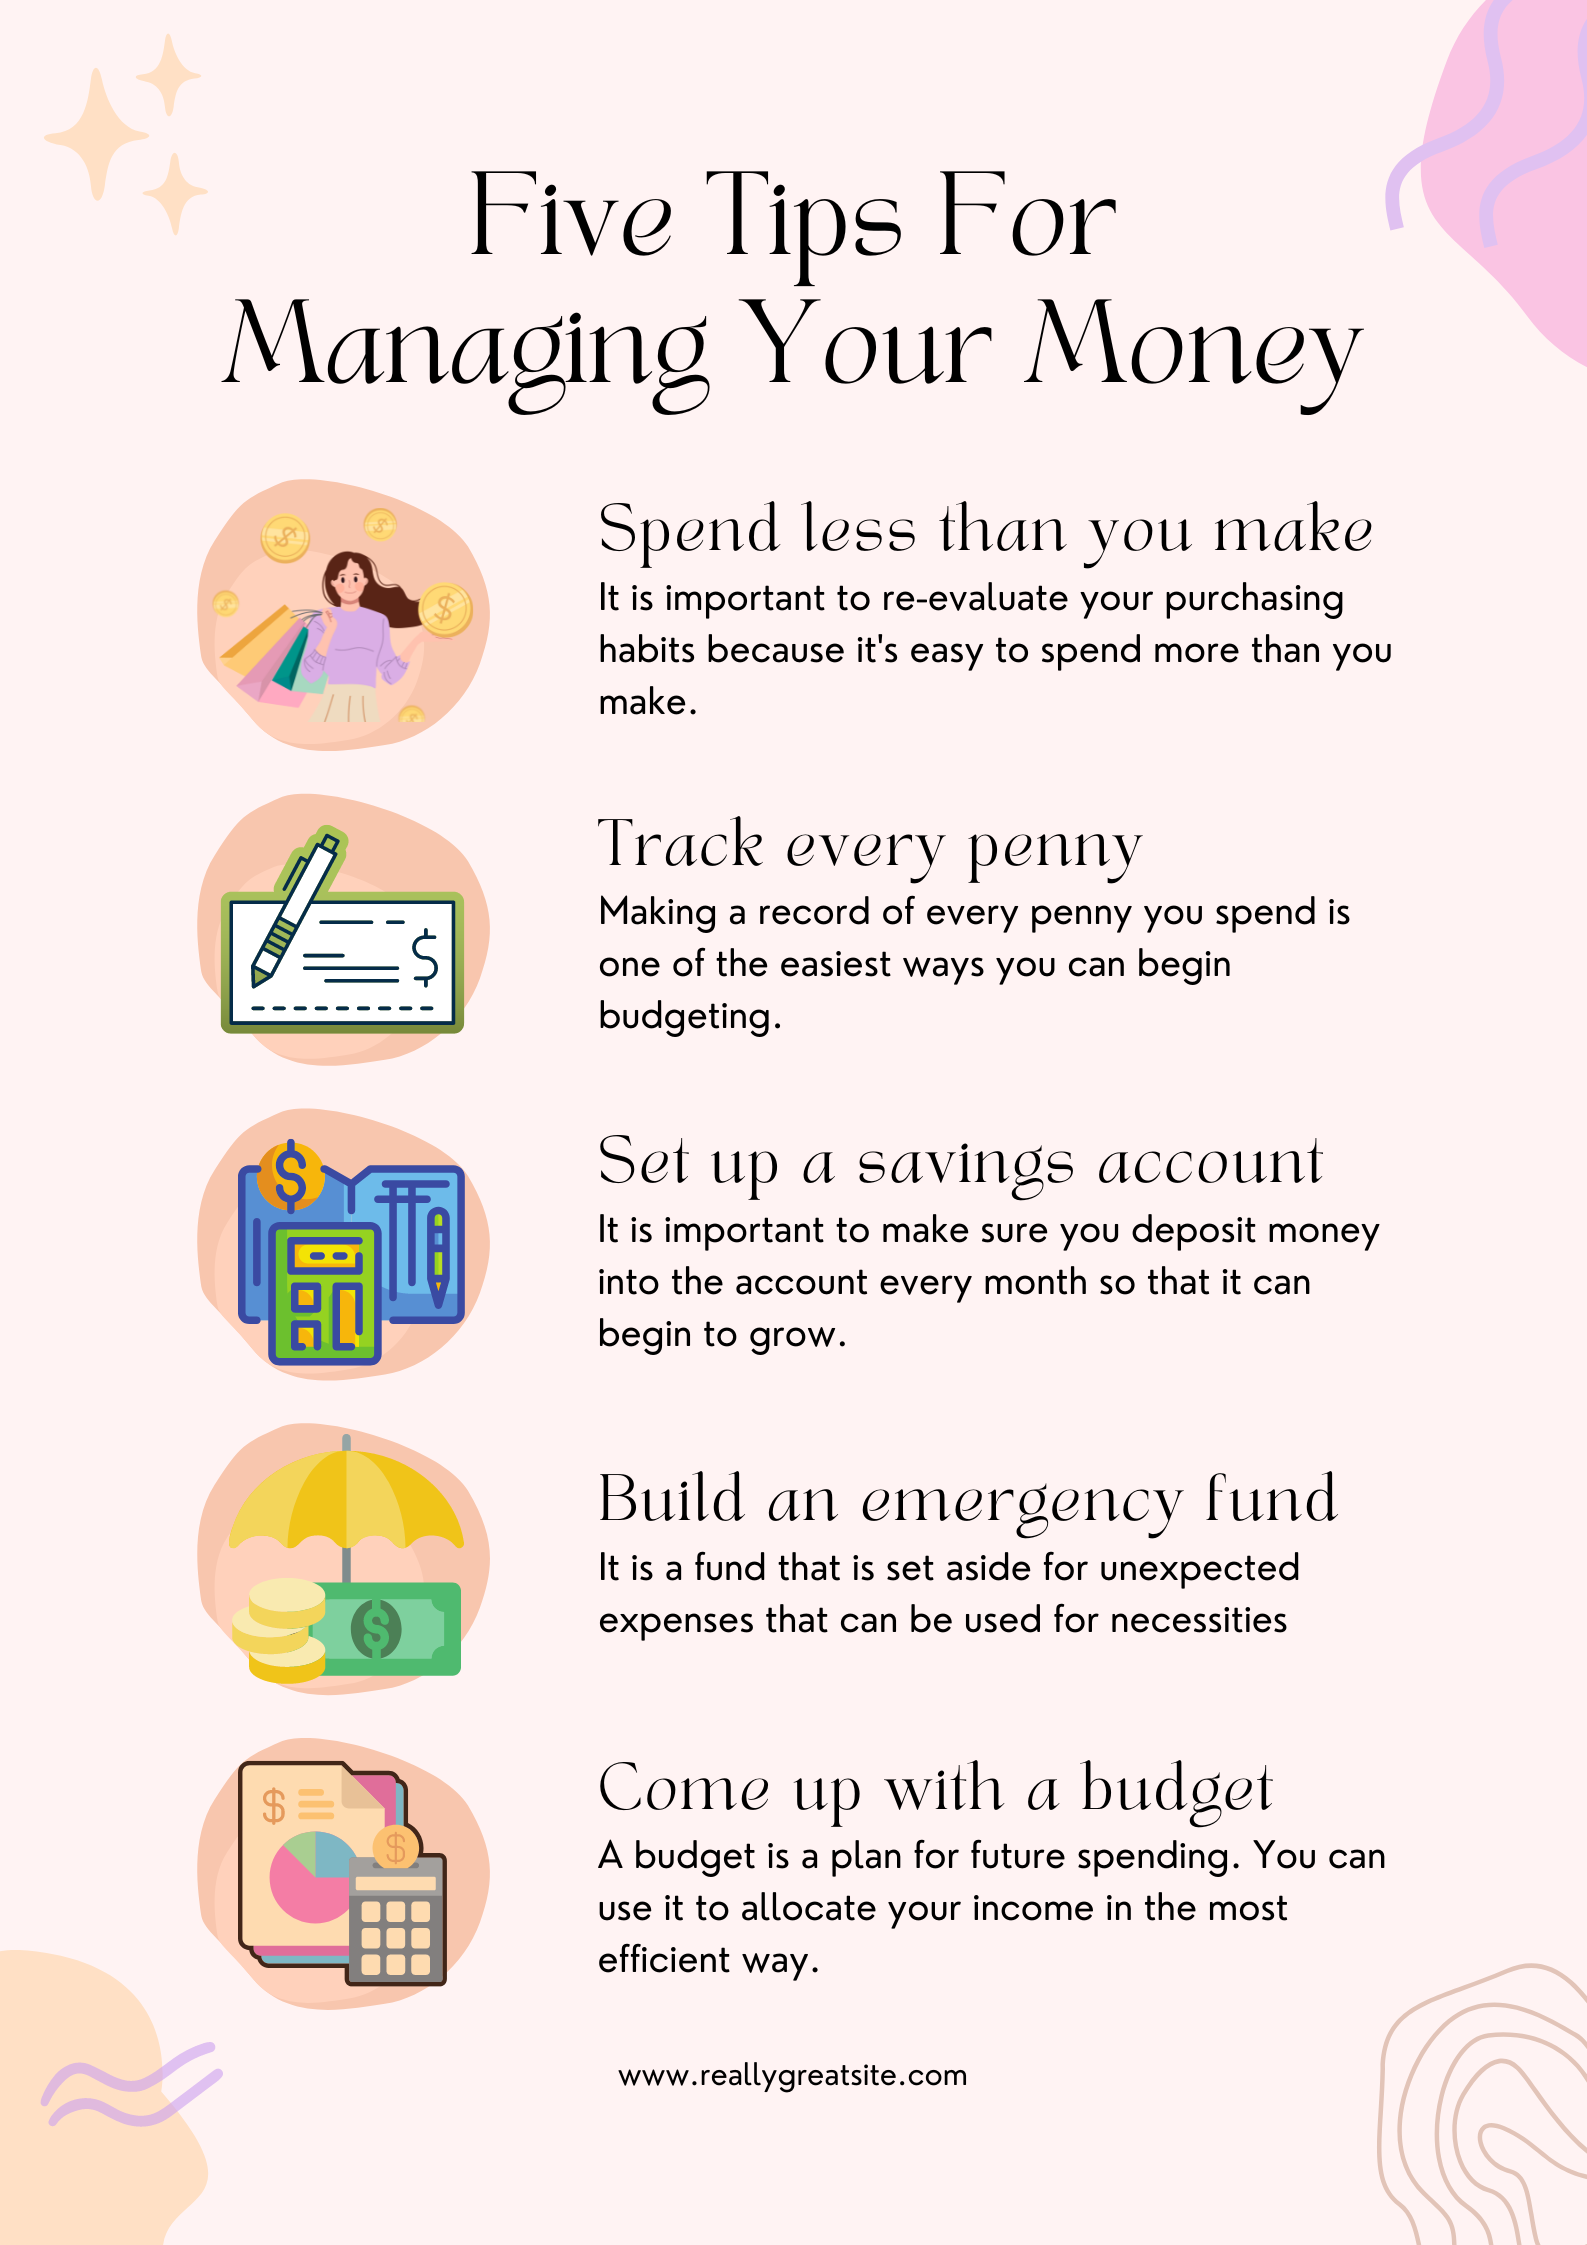 Five Tips For
Managing Your Money
Spend less than you make
It is important to re-evaluate your purchasing
habits because it's easy to spend more than you
make.
Track every penny
Making a record of every penny you spend is
one of the easiest ways you can begin
budgeting.
Set up a savings account
It is important to make sure you deposit money
into the account every month so that it can
begin to grow.
Build an emergency fund
It is a fund that is set aside for unexpected
expenses that can be used for necessities
Come up with a budget
A budget is a plan for future spending. You can
use it to allocate your income in the most
efficient way.
www.reallygreatsite.com